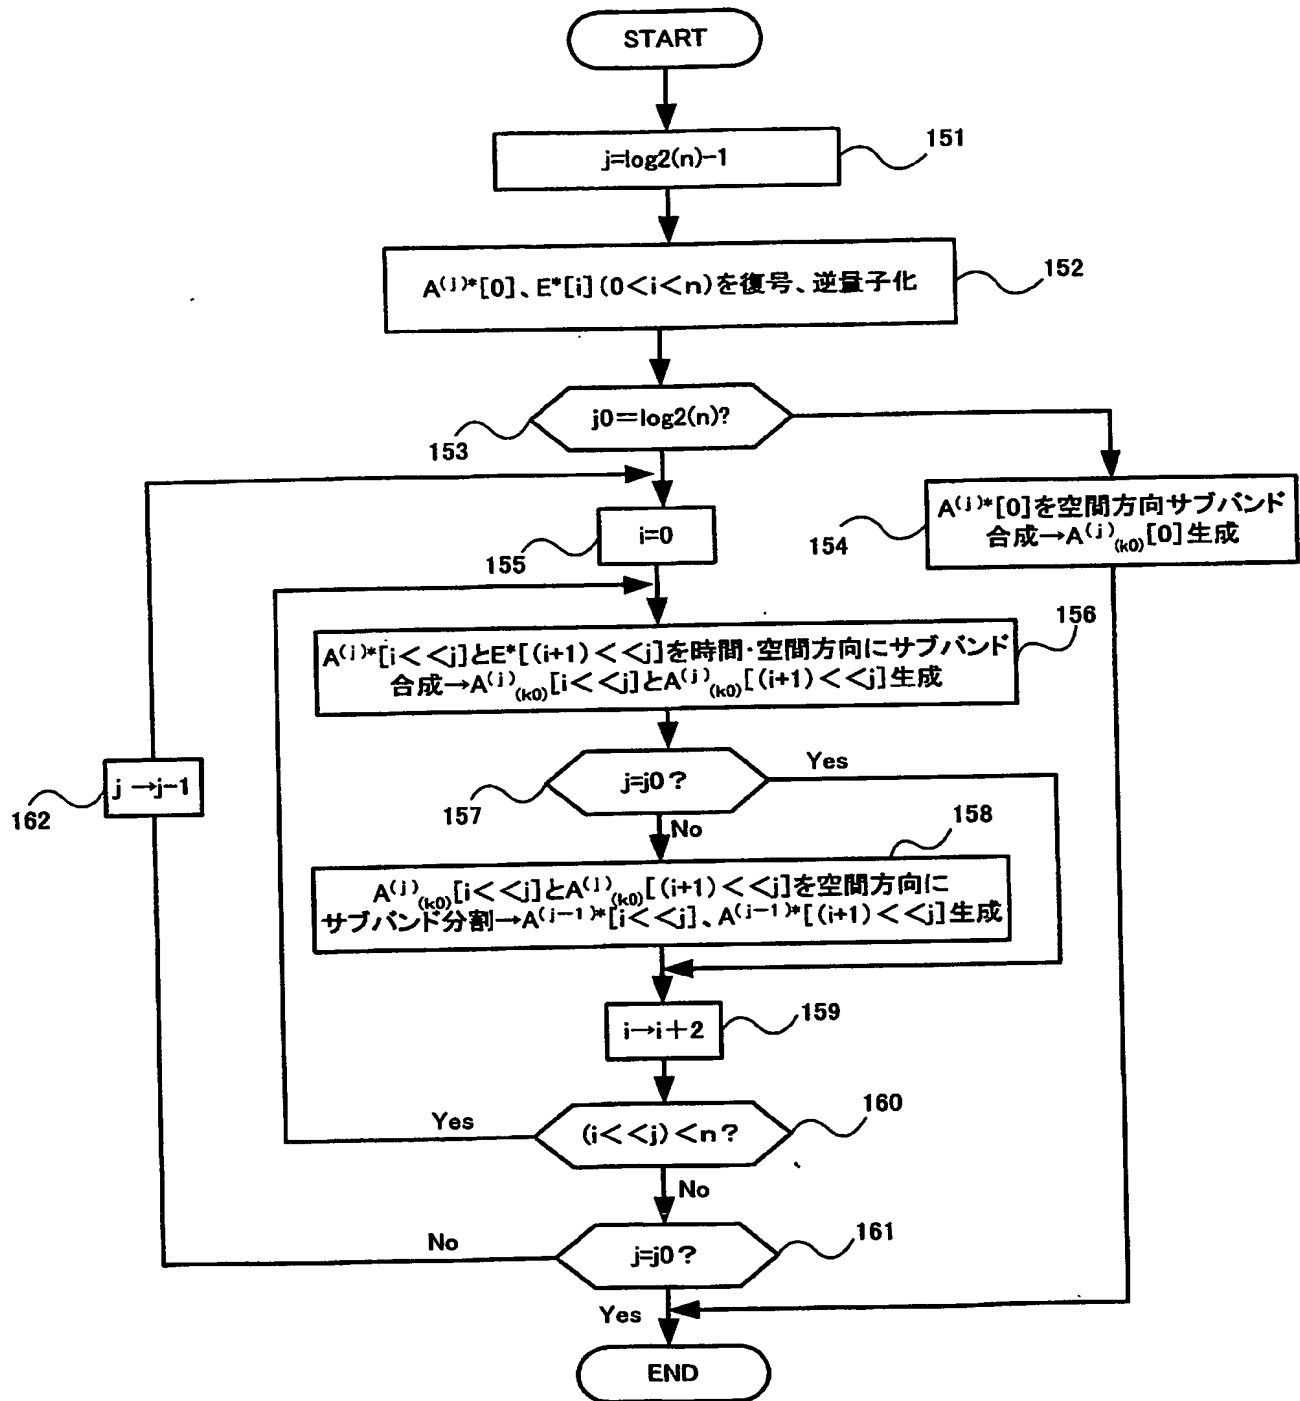 START
j=log2(n)-1
151
A(j)*[0]、E*[i](0<i<n)を復号、逆量子化
152
j0=log2(n)?
153
A(j)*[0]を空間方向サブバンド
合成→A(j)(k0)[0]生成
154
i=0
155
A(j)*[i<<j]とE*[(i+1)<<j]を時間・空間方向にサブバンド
合成→A(j)(k0)[i<<j]とA(j)(k0)[(i+1)<<j]生成
156
j=j0?
157
Yes
No
158
A(j)(k0)[i<<j]とA(j)(k0)[(i+1)<<j]を空間方向に
サブバンド分割→A(j-1)*[i<<j]、A(j-1)*[(i+1)<<j]生成
j→j-1
162
i→i+2
159
(i<<j)<n?
160
Yes
No
j=j0?
161
No
Yes
END